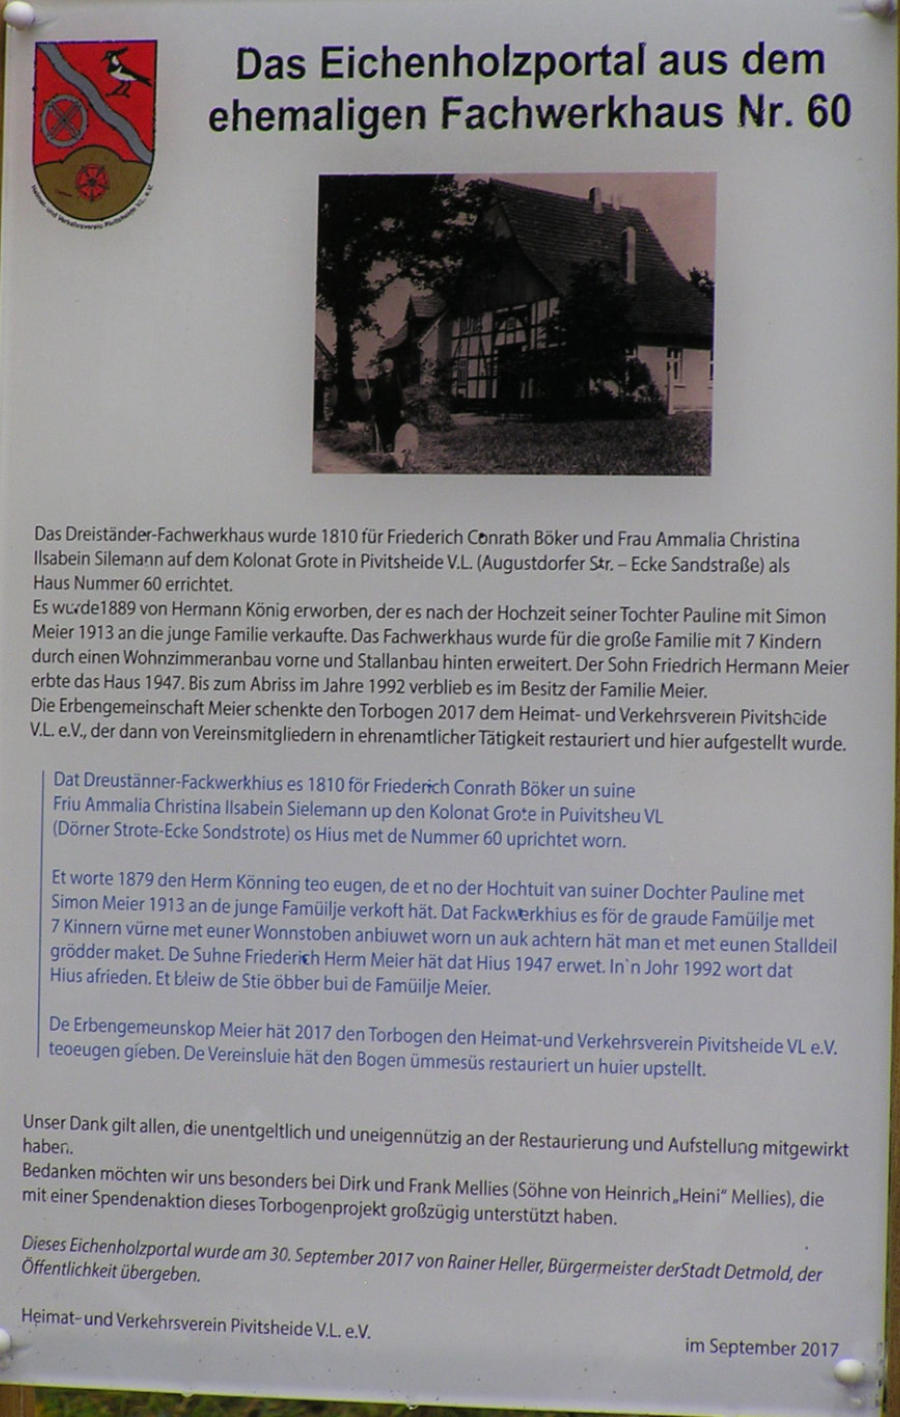 Das Eichenholzportal aus dem
ehemaligen Fachwerkhaus Nr. 60
Heimat- und Verkehrsverein Pivitsheide V.L. e.V.
Das Dreiständer-Fachwerkhaus wurde 1810 für Friederich Conrath Böker und Frau Ammalia Christina
Ilsabein Silemann auf dem Kolonat Grote in Pivitsheide V.L. (Augustdorfer Str. – Ecke Sandstraße) als
Haus Nummer 60 errichtet.
Es wurde1889 von Hermann König erworben, der es nach der Hochzeit seiner Tochter Pauline mit Simon
Meier 1913 an die junge Familie verkaufte. Das Fachwerkhaus wurde für die große Familie mit 7 Kindern
durch einen Wohnzimmeranbau vorne und Stallanbau hinten erweitert. Der Sohn Friedrich Hermann Meier
erbte das Haus 1947. Bis zum Abriss im Jahre 1992 verblieb es im Besitz der Familie Meier.
Die Erbengemeinschaft Meier schenkte den Torbogen 2017 dem Heimat- und Verkehrsverein Pivitsheide
V.L. e.V., der dann von Vereinsmitgliedern in ehrenamtlicher Tätigkeit restauriert und hier aufgestellt wurde.
Dat Dreustänner-Fackwerkhius es 1810 för Friederich Conrath Böker un suine
Friu Ammalia Christina Ilsabein Sielemann up den Kolonat Grote in Puivitsheu VL
(Dörner Strote-Ecke Sondstrote) os Hius met de Nummer 60 uprichtet worn.
Et worte 1879 den Herm Könning teo eugen, de et no der Hochtuit van suiner Dochter Pauline met
Simon Meier 1913 an de junge Famüilje verkoft hät. Dat Fackwerkhius es för de graude Famüilje met
7 Kinnern vürne met euner Wonnstoben anbiuwet worn un auk achtern hät man et met eunen Stalldeil
grödder maket. De Suhne Friederich Herm Meier hät dat Hius 1947 erwet. In`n Johr 1992 wort dat
Hius afrieden. Et bleiw de Stie öbber bui de Famüilje Meier.
De Erbengemeunskop Meier hät 2017 den Torbogen den Heimat-und Verkehrsverein Pivitsheide VL e.V.
teoeugen gieben. De Vereinsluie hät den Bogen ümmesüs restauriert un huier upstellt.
Unser Dank gilt allen, die unentgeltlich und uneigennützig an der Restaurierung und Aufstellung mitgewirkt
haben.
Bedanken möchten wir uns besonders bei Dirk und Frank Mellies (Söhne von Heinrich „Heini“ Mellies), die
mit einer Spendenaktion dieses Torbogenprojekt großzügig unterstützt haben.
Dieses Eichenholzportal wurde am 30. September 2017 von Rainer Heller, Bürgermeister derStadt Detmold, der
Öffentlichkeit übergeben.
Heimat- und Verkehrsverein Pivitsheide V.L. e.V.
im September 2017